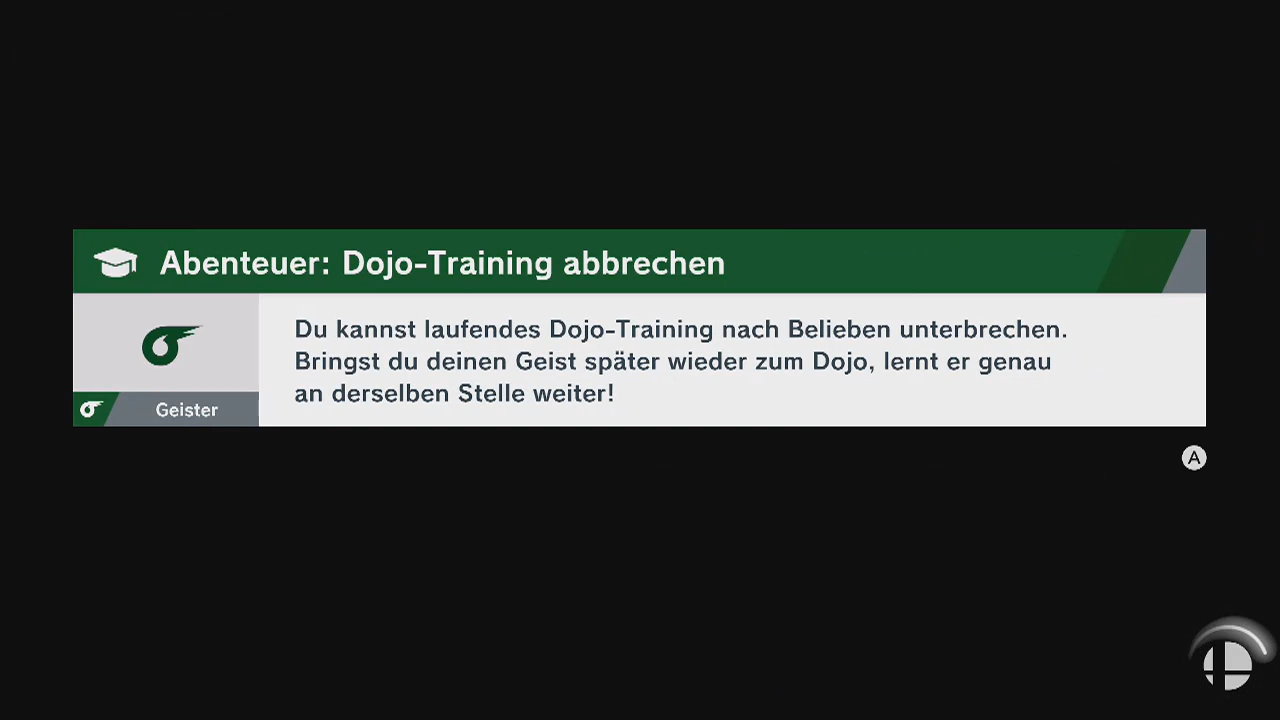 Abenteuer: Dojo-Training abbrechen
Du kannst laufendes Dojo-Training nach Belieben unterbrechen.
Bringst du deinen Geist später wieder zum Dojo, lernt er genau
an derselben Stelle weiter!
Geister
A